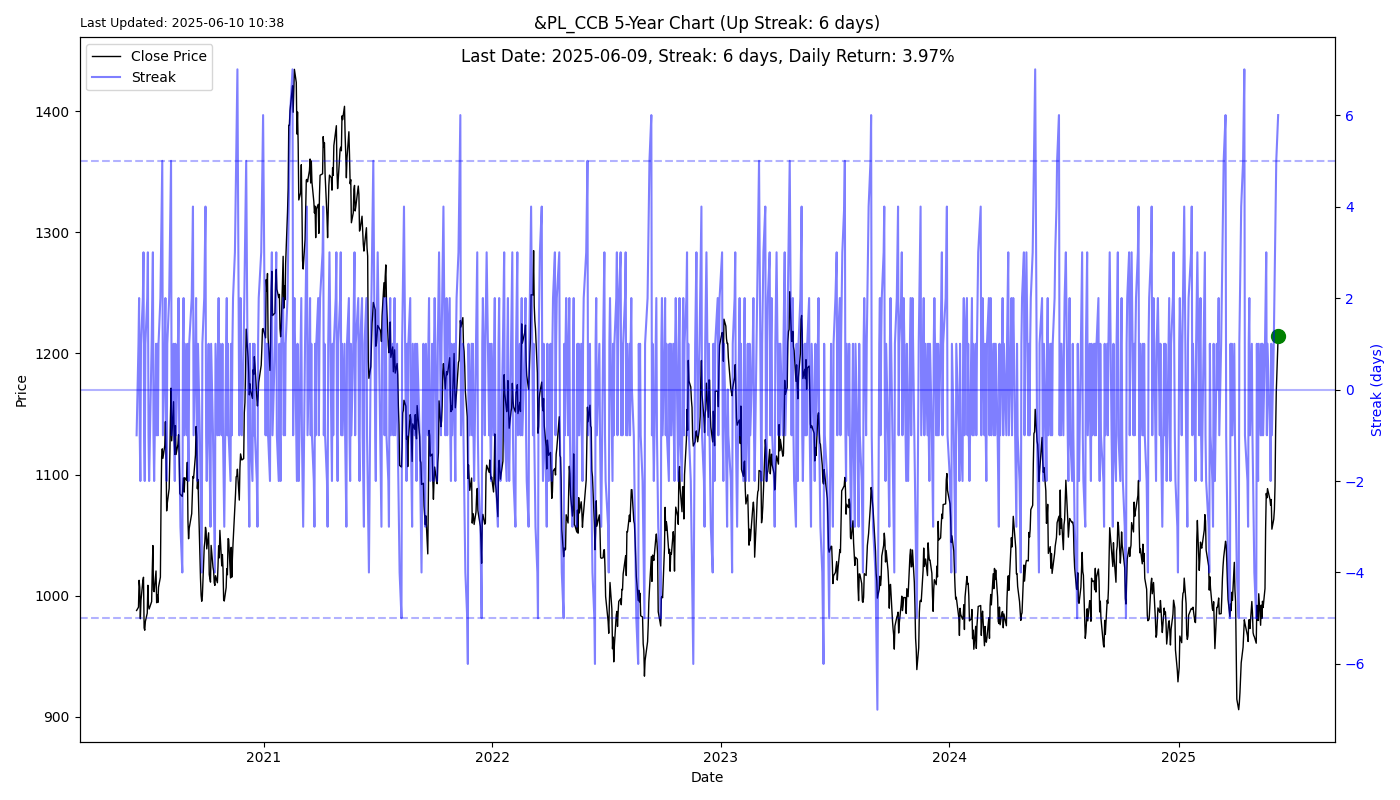 Last Updated: 2025-06-10 10:38
&PL_CCB 5-Year Chart (Up Streak: 6 days)
Last Date: 2025-06-09, Streak: 6 days, Daily Return: 3.97%
Close Price
Streak
1400
1300
1200
1100
1000
900
Price
6
4
2
0
−2
−4
−6
Streak (days)
2021
2022
2023
2024
2025
Date